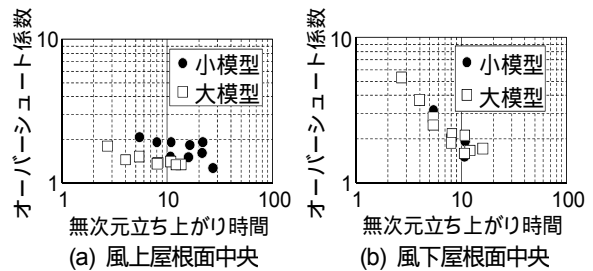 オーバーシュート係数
10
1
● 小模型
□ 大模型
1
10
100
無次元立ち上がり時間
(a) 風上屋根面中央
オーバーシュート係数
10
1
● 小模型
□ 大模型
1
10
100
無次元立ち上がり時間
(b) 風下屋根面中央